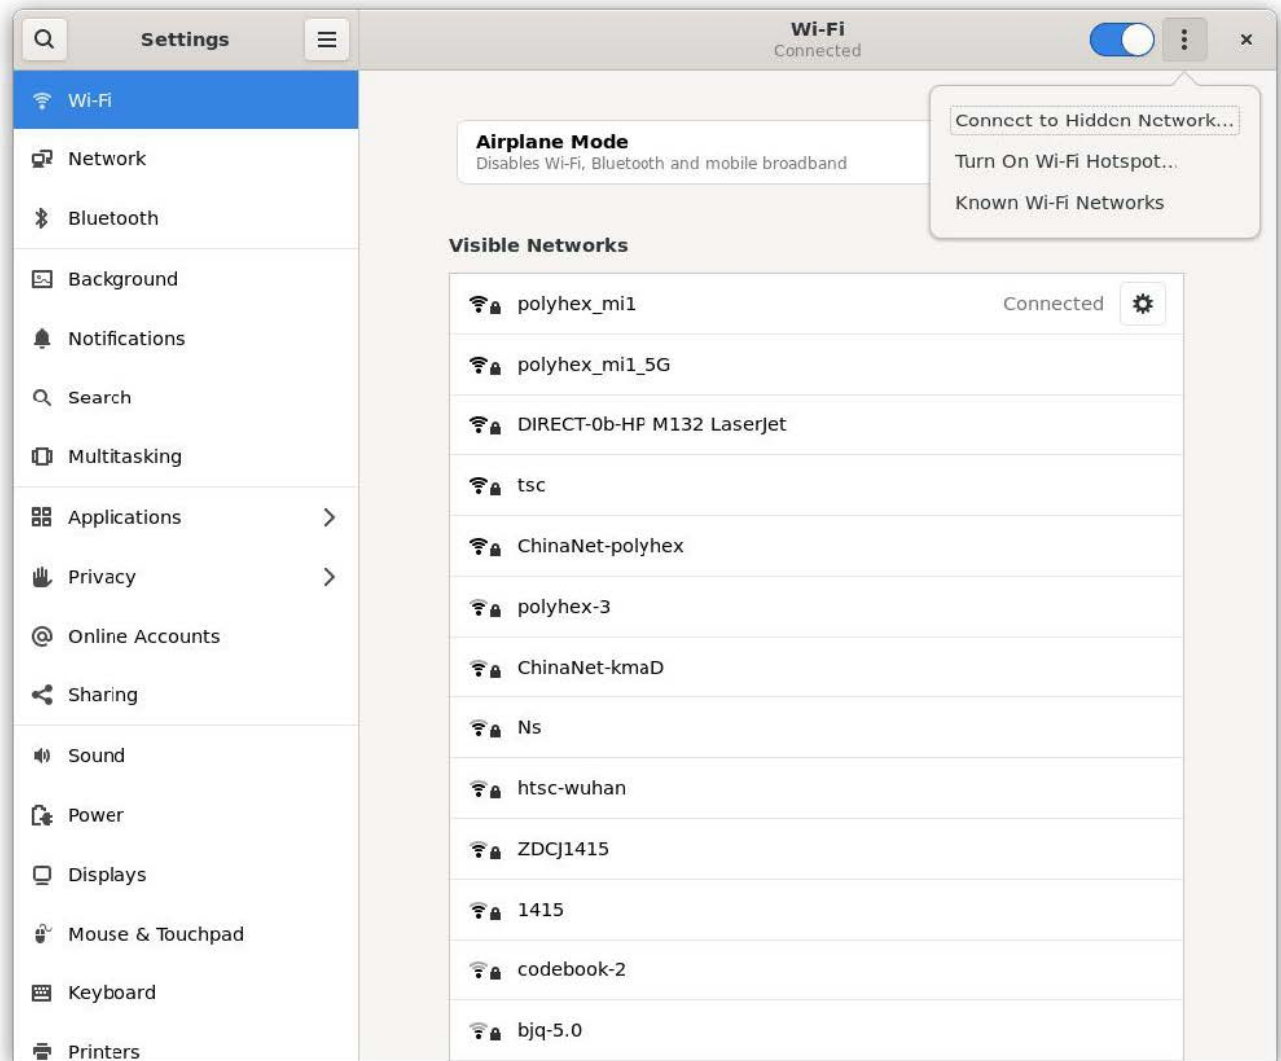 Settings
Wi-Fi
Connected
Wi-Fi
Network
Bluetooth
Background
Notifications
Search
Multitasking
Applications
Privacy
Online Accounts
Sharing
Sound
Power
Displays
Mouse & Touchpad
Keyboard
Printers
Connect to Hidden Network...
Turn On Wi-Fi Hotspot...
Known Wi-Fi Networks
Airplane Mode
Disables Wi-Fi, Bluetooth and mobile broadband
Visible Networks
polyhex_mi1 Connected
polyhex_mi1_5G
DIRECT-0b-HP M132 LaserJet
tsc
ChinaNet-polyhex
polyhex-3
ChinaNet-kmaD
Ns
htsc-wuhan
ZDCJ1415
1415
codebook-2
bjq-5.0